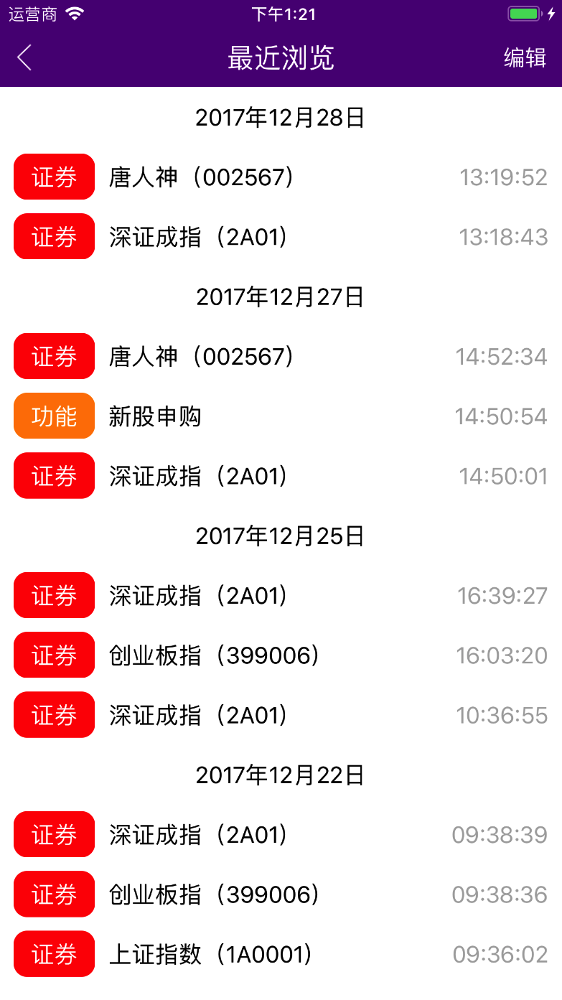 运营商 下午1:21
最近浏览 编辑
2017年12月28日
证券 唐人神（002567） 13:19:52
证券 深证成指（2A01） 13:18:43
2017年12月27日
证券 唐人神（002567） 14:52:34
功能 新股申购 14:50:54
证券 深证成指（2A01） 14:50:01
2017年12月25日
证券 深证成指（2A01） 16:39:27
证券 创业板指（399006） 16:03:20
证券 深证成指（2A01） 10:36:55
2017年12月22日
证券 深证成指（2A01） 09:38:39
证券 创业板指（399006） 09:38:36
证券 上证指数（1A0001） 09:36:02